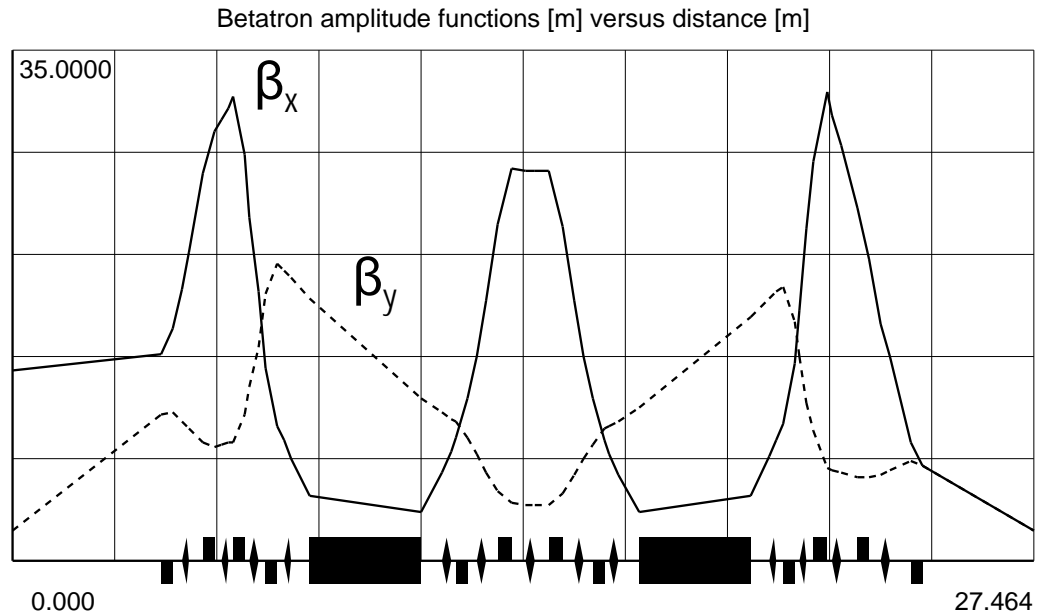 Betatron amplitude functions [m] versus distance [m]
35.0000
βx
βy
0.000
27.464